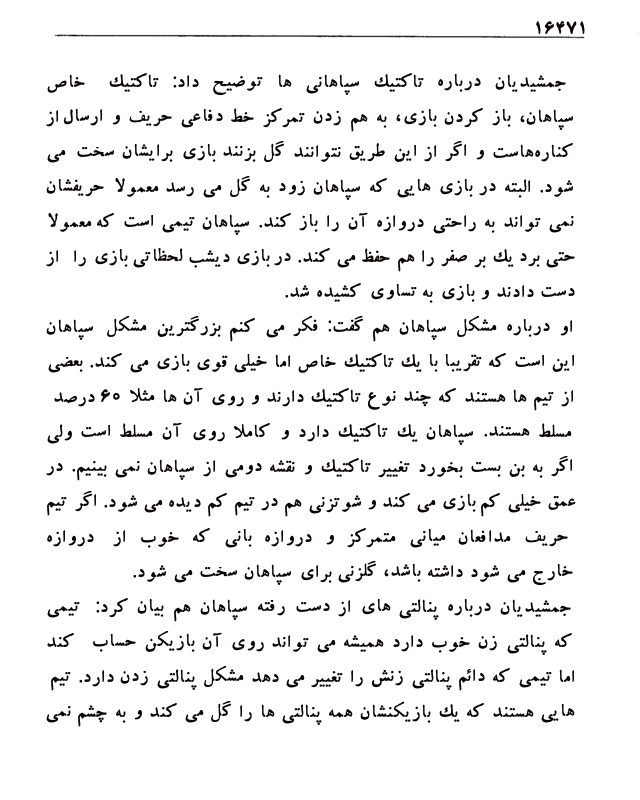 ۱۶۴۷۱
جمشیدیان درباره تاکتیك سپاهانی ها توضیح داد: تاکتیك خاص
سپاهان، باز کردن بازی، به هم زدن تمرکز خط دفاعی حریف و ارسال از
کناره‌هاست و اگر از این طریق نتوانند گل بزنند بازی برایشان سخت می
شود. البته در بازی هایی که سپاهان زود به گل می رسد معمولا حریفشان
نمی تواند به راحتی دروازه آن را باز کند. سپاهان تیمی است که معمولا
حتی برد یك بر صفر را هم حفظ می کند. در بازی دیشب لحظاتی بازی را از
دست دادند و بازی به تساوی کشیده شد.
او درباره مشکل سپاهان هم گفت: فکر می کنم بزرگترین مشکل سپاهان
این است که تقریبا با یك تاکتیك خاص اما خیلی قوی بازی می کند. بعضی
از تیم ها هستند که چند نوع تاکتیك دارند و روی آن ها مثلا ۶۰ درصد
مسلط هستند. سپاهان یك تاکتیك دارد و کاملا روی آن مسلط است ولی
اگر به بن بست بخورد تغییر تاکتیك و نقشه دومی از سپاهان نمی بینیم. در
عمق خیلی کم بازی می کند و شوتزنی هم در تیم کم دیده می شود. اگر تیم
حریف مدافعان میانی متمرکز و دروازه بانی که خوب از دروازه
خارج می شود داشته باشد، گلزنی برای سپاهان سخت می شود.
جمشیدیان درباره پنالتی های از دست رفته سپاهان هم بیان کرد: تیمی
که پنالتی زن خوب دارد همیشه می تواند روی آن بازیکن حساب کند
اما تیمی که دائم پنالتی زنش را تغییر می دهد مشکل پنالتی زدن دارد. تیم
هایی هستند که یك بازیکنشان همه پنالتی ها را گل می کند و به چشم نمی